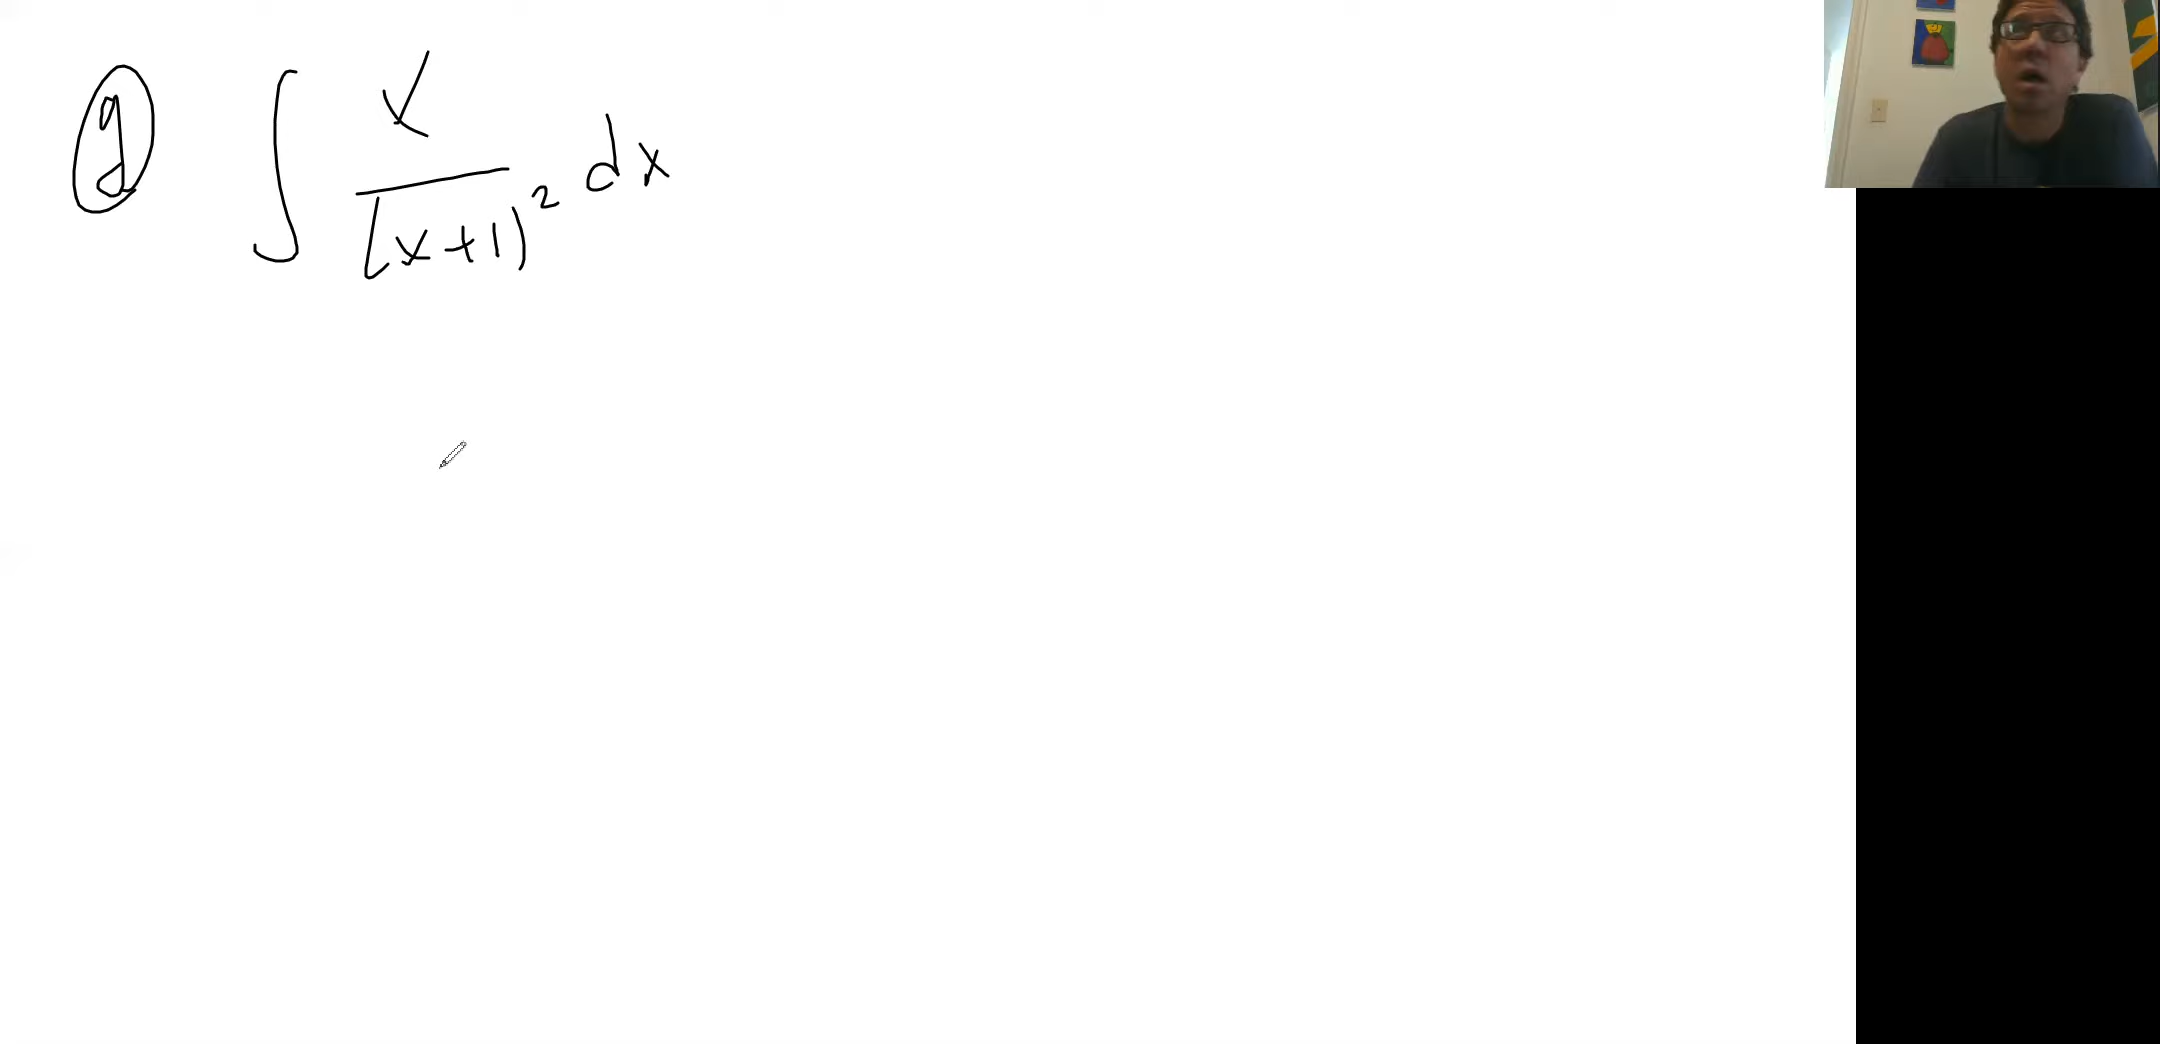 g ∫ x/(x+1)² dx